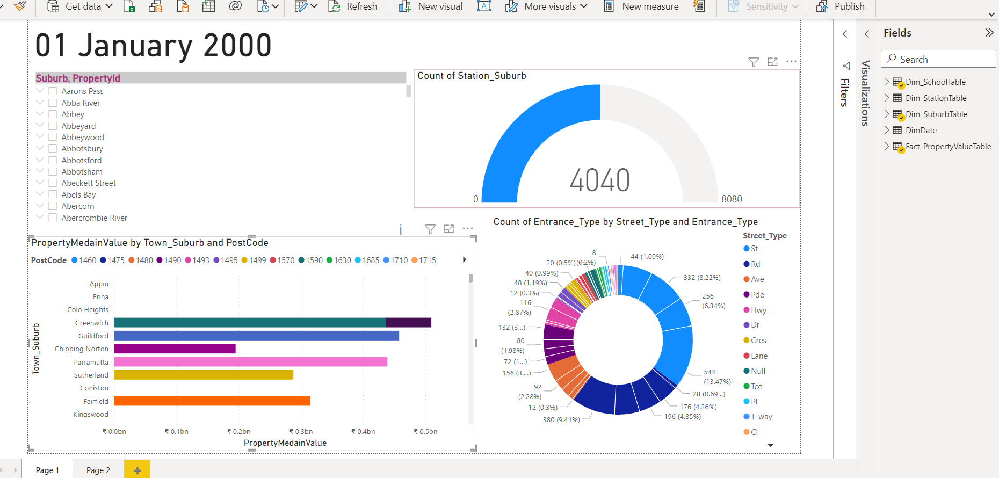 Get data
Refresh
New visual
A
More visuals
New measure
Sensitivity
Publish
01 January 2000
Suburb, PropertyId
Aarons Pass
Abba River
Abbey
Abbeyard
Abbeywood
Abbotsbury
Abbotsford
Abbotsham
Abeckett Street
Abels Bay
Abercorn
Abercrombie River
Count of Station_Suburb
4040
0
8080
i
PropertyMedainValue by Town_Suburb and PostCode
PostCode 1460 1475 1480 1490 1493 1495 1499 1570 1590 1630 1685 1710 1715
Town_Suburb
Appin
Erina
Colo Heights
Greenwich
Guildford
Chipping Norton
Parramatta
Sutherland
Coniston
Fairfield
Kingswood
₹ 0.0bn ₹ 0.1bn ₹ 0.2bn ₹ 0.3bn ₹ 0.4bn ₹ 0.5bn
PropertyMedainValue
Count of Entrance_Type by Street_Type and Entrance_Type
44 (1.09%)
332 (8.22%)
256
(6.34%)
544
(13.47%)
28 (0.69...)
176 (4.36%)
196 (4.85%)
380 (9.41%)
12 (0.3%)
92
(2.28%)
156 (3....)
72 (1...)
80
(1.98%)
132 (3...)
116
(2.87%)
12 (0.3%)
48 (1.19%)
40 (0.99%)
20 (0.5%)
(0.2%)
8
Street_Type
St
Rd
Ave
Pde
Hwy
Dr
Cres
Lane
Null
Tce
Pl
T-way
Cl
Filters
Visualizations
Fields
Search
Dim_SchoolTable
Dim_StationTable
Dim_SuburbTable
DimDate
Fact_PropertyValueTable
Page 1
Page 2
+